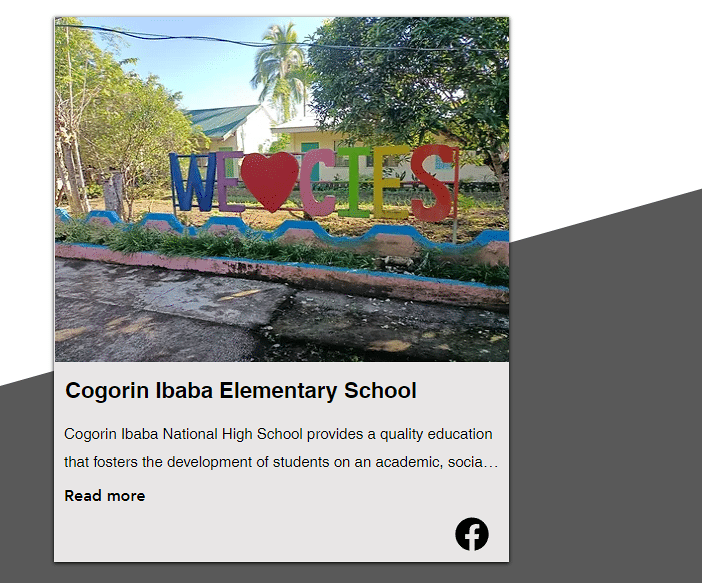 WE CIES
Cogorin Ibaba Elementary School
Cogorin Ibaba National High School provides a quality education
that fosters the development of students on an academic, socia…
Read more